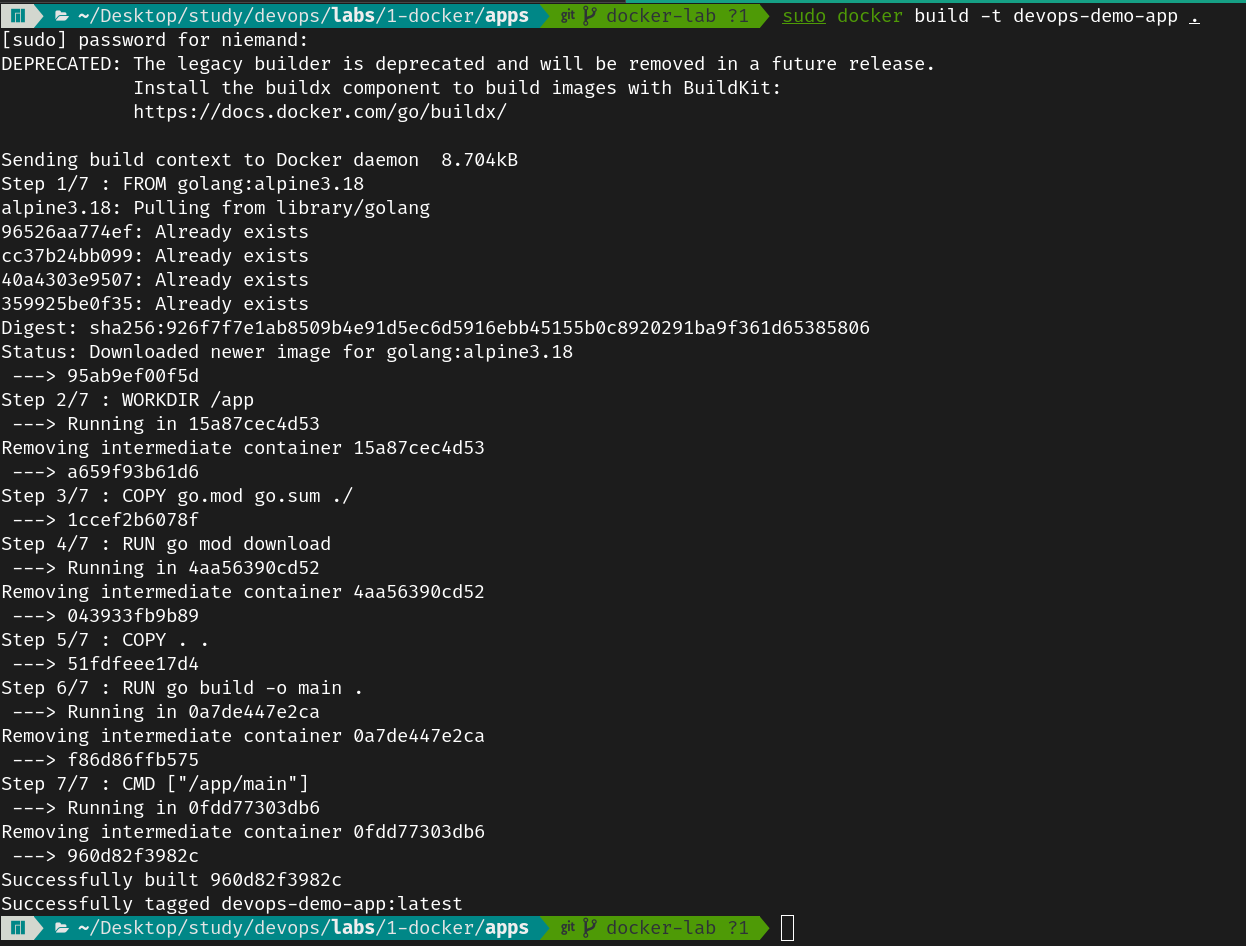 ~/Desktop/study/devops/labs/1-docker/apps git docker-lab ?1 sudo docker build -t devops-demo-app .
[sudo] password for niemand:
DEPRECATED: The legacy builder is deprecated and will be removed in a future release.
            Install the buildx component to build images with BuildKit:
            https://docs.docker.com/go/buildx/

Sending build context to Docker daemon  8.704kB
Step 1/7 : FROM golang:alpine3.18
alpine3.18: Pulling from library/golang
96526aa774ef: Already exists
cc37b24bb099: Already exists
40a4303e9507: Already exists
359925be0f35: Already exists
Digest: sha256:926f7f7e1ab8509b4e91d5ec6d5916ebb45155b0c8920291ba9f361d65385806
Status: Downloaded newer image for golang:alpine3.18
 ---> 95ab9ef00f5d
Step 2/7 : WORKDIR /app
 ---> Running in 15a87cec4d53
Removing intermediate container 15a87cec4d53
 ---> a659f93b61d6
Step 3/7 : COPY go.mod go.sum ./
 ---> 1ccef2b6078f
Step 4/7 : RUN go mod download
 ---> Running in 4aa56390cd52
Removing intermediate container 4aa56390cd52
 ---> 043933fb9b89
Step 5/7 : COPY . .
 ---> 51fdfeee17d4
Step 6/7 : RUN go build -o main .
 ---> Running in 0a7de447e2ca
Removing intermediate container 0a7de447e2ca
 ---> f86d86ffb575
Step 7/7 : CMD ["/app/main"]
 ---> Running in 0fdd77303db6
Removing intermediate container 0fdd77303db6
 ---> 960d82f3982c
Successfully built 960d82f3982c
Successfully tagged devops-demo-app:latest
~/Desktop/study/devops/labs/1-docker/apps git docker-lab ?1